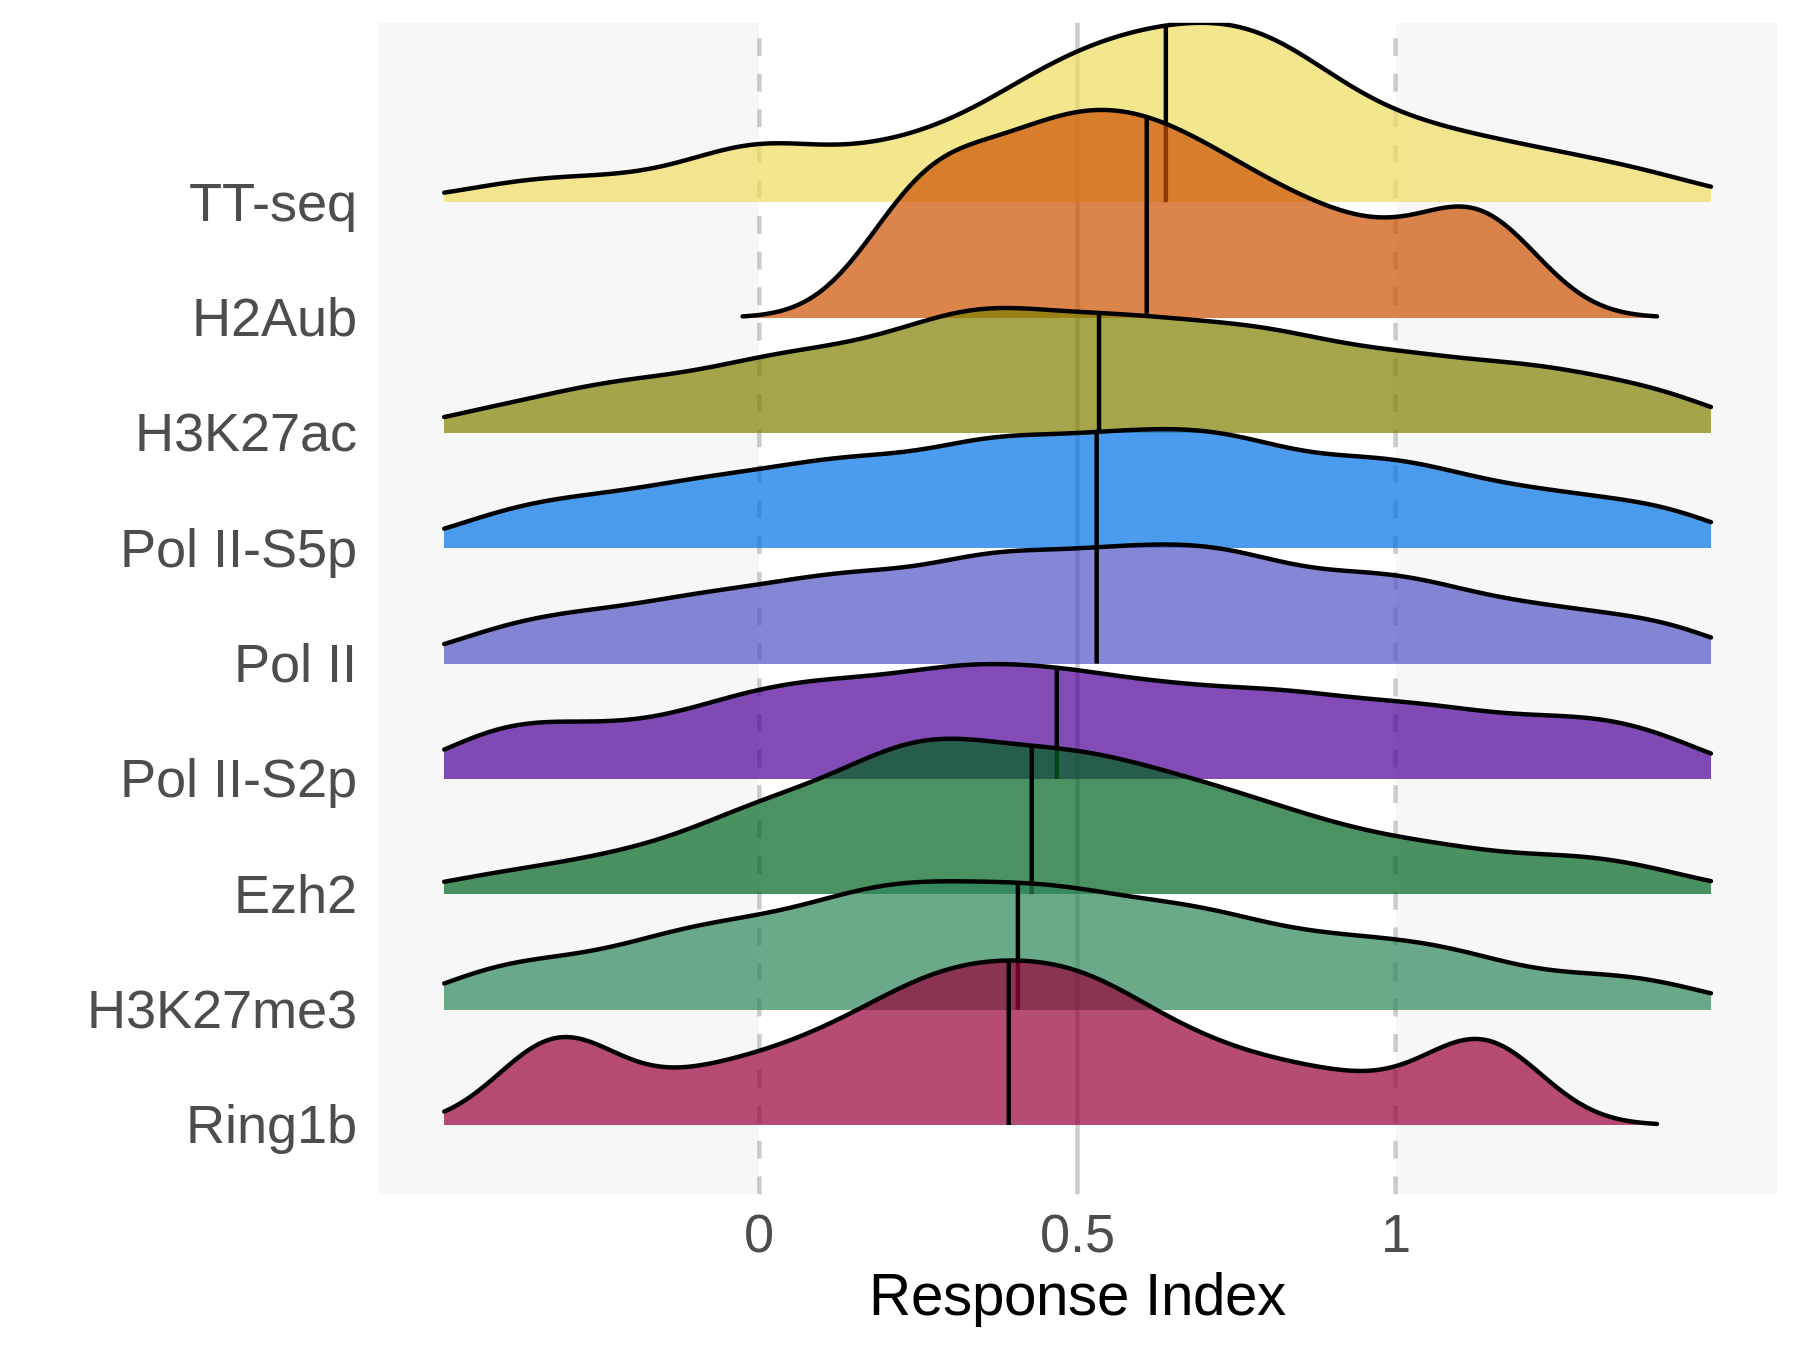 TT-seq
H2Aub
H3K27ac
Pol II-S5p
Pol II
Pol II-S2p
Ezh2
H3K27me3
Ring1b
0 0.5 1
Response Index